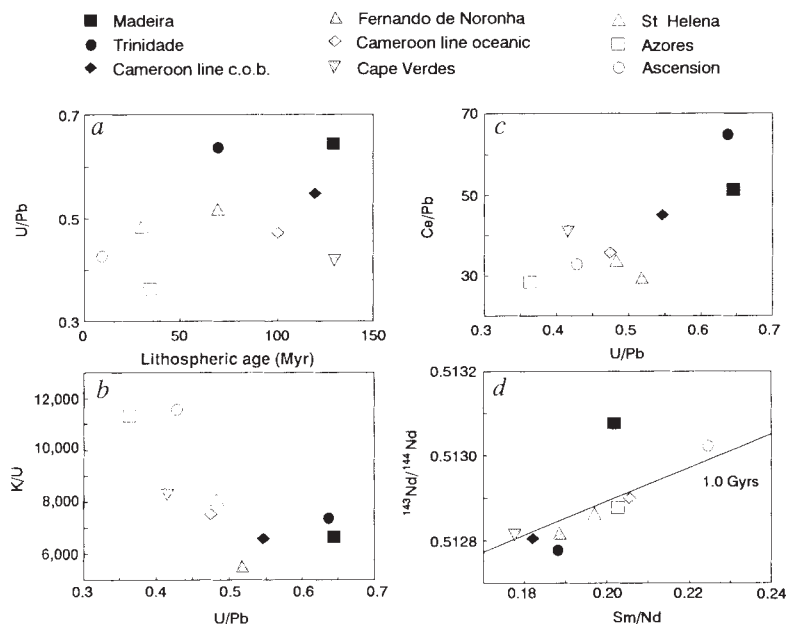 Madeira
Trinidade
Cameroon line c.o.b.
Fernando de Noronha
Cameroon line oceanic
Cape Verdes
St Helena
Azores
Ascension
a
0.7
0.5
0.3
U/Pb
0
50
100
150
Lithospheric age (Myr)
c
70
50
30
Ce/Pb
0.3
0.4
0.5
0.6
0.7
U/Pb
b
12,000
10,000
8,000
6,000
K/U
0.3
0.4
0.5
0.6
0.7
U/Pb
d
0.5132
0.5130
0.5128
143Nd/144Nd
1.0 Gyrs
0.18
0.20
0.22
0.24
Sm/Nd